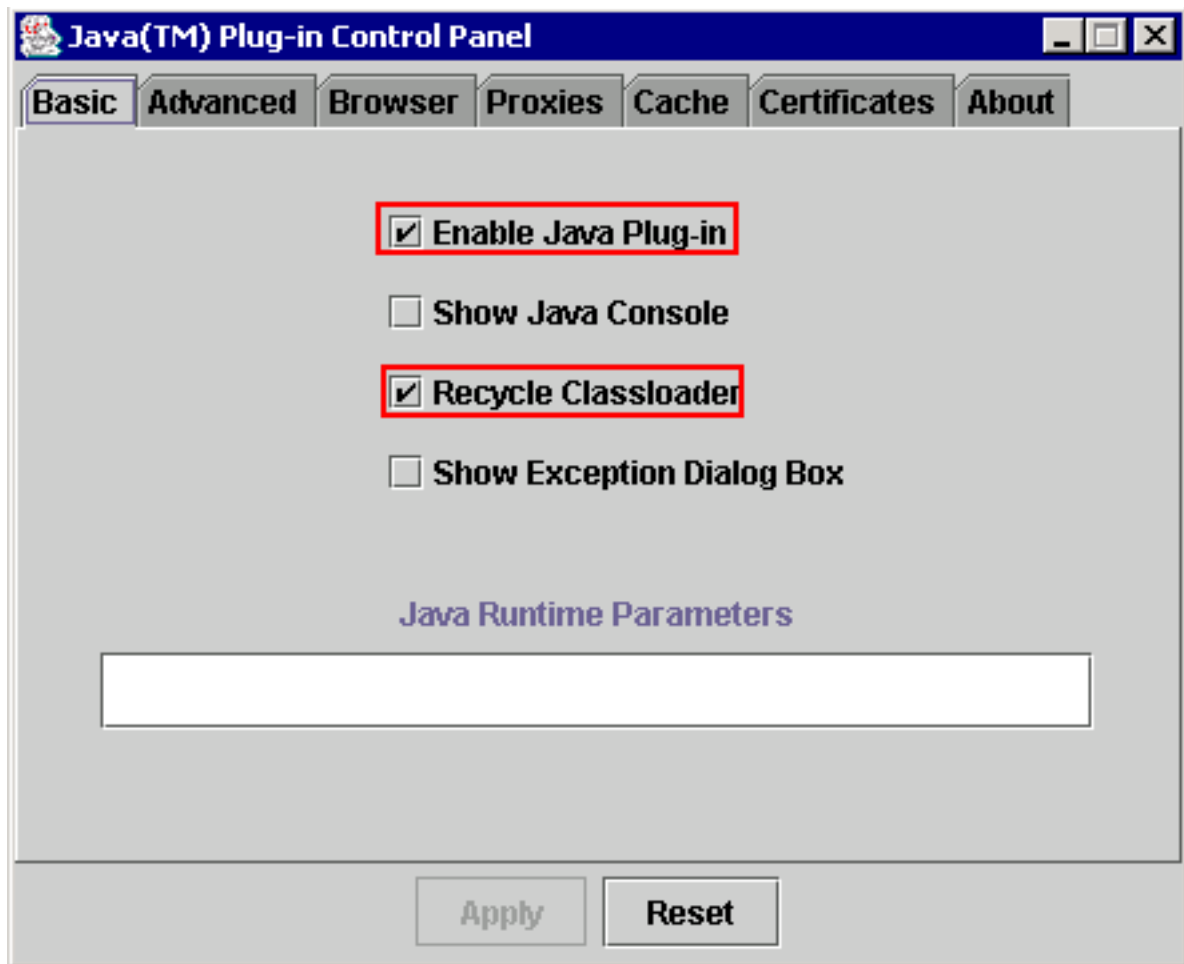 Java(TM) Plug-in Control Panel
Basic Advanced Browser Proxies Cache Certificates About
Enable Java Plug-in
Show Java Console
Recycle Classloader
Show Exception Dialog Box
Java Runtime Parameters
Apply Reset